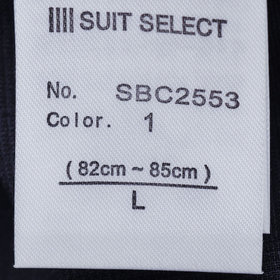 SUIT SELECT
No. SBC2553
Color. 1
(82cm ~ 85cm)
L